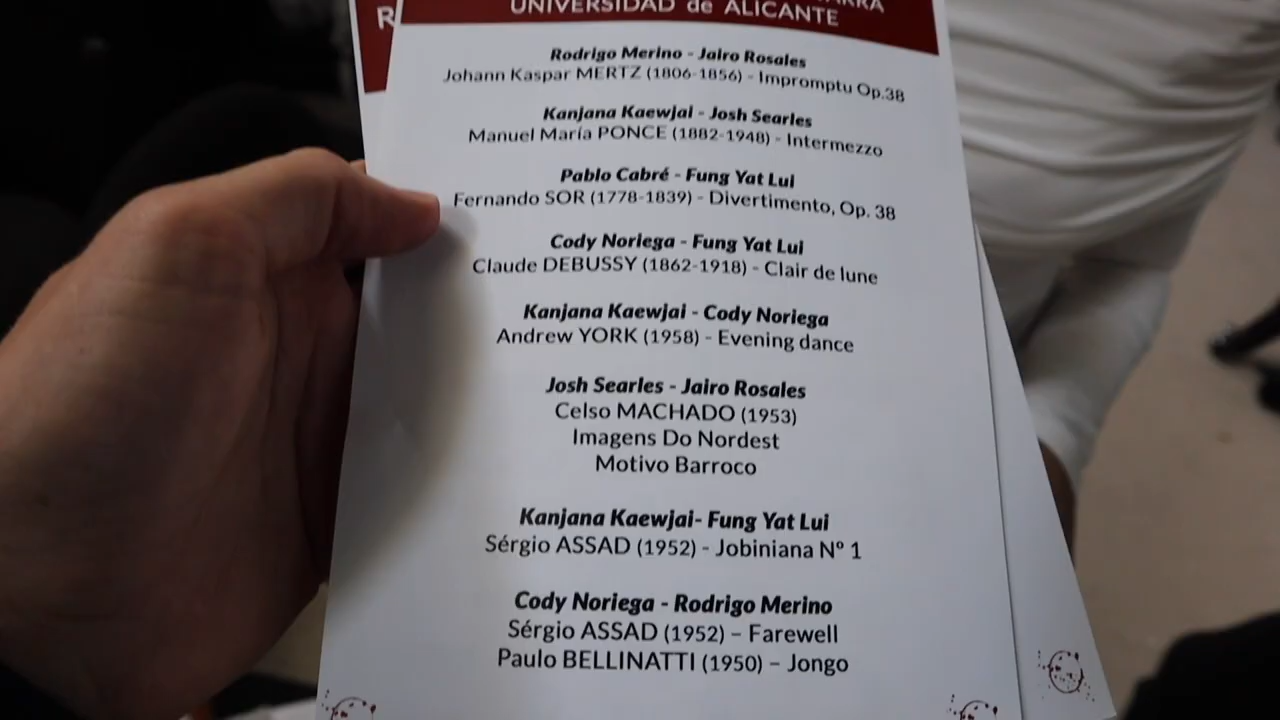 R
UNIVERSIDAD de ALICANTE
Rodrigo Merino - Jairo Rosales
Johann Kaspar MERTZ (1806-1856) - Impromptu Op.38
Kanjana Kaewjai - Josh Searles
Manuel María PONCE (1882-1948) - Intermezzo
Pablo Cabré - Fung Yat Lui
Fernando SOR (1778-1839) - Divertimento, Op. 38
Cody Noriega - Fung Yat Lui
Claude DEBUSSY (1862-1918) - Clair de lune
Kanjana Kaewjai - Cody Noriega
Andrew YORK (1958) - Evening dance
Josh Searles - Jairo Rosales
Celso MACHADO (1953)
Imagens Do Nordest
Motivo Barroco
Kanjana Kaewjai- Fung Yat Lui
Sérgio ASSAD (1952) - Jobiniana Nº 1
Cody Noriega - Rodrigo Merino
Sérgio ASSAD (1952) – Farewell
Paulo BELLINATTI (1950) – Jongo